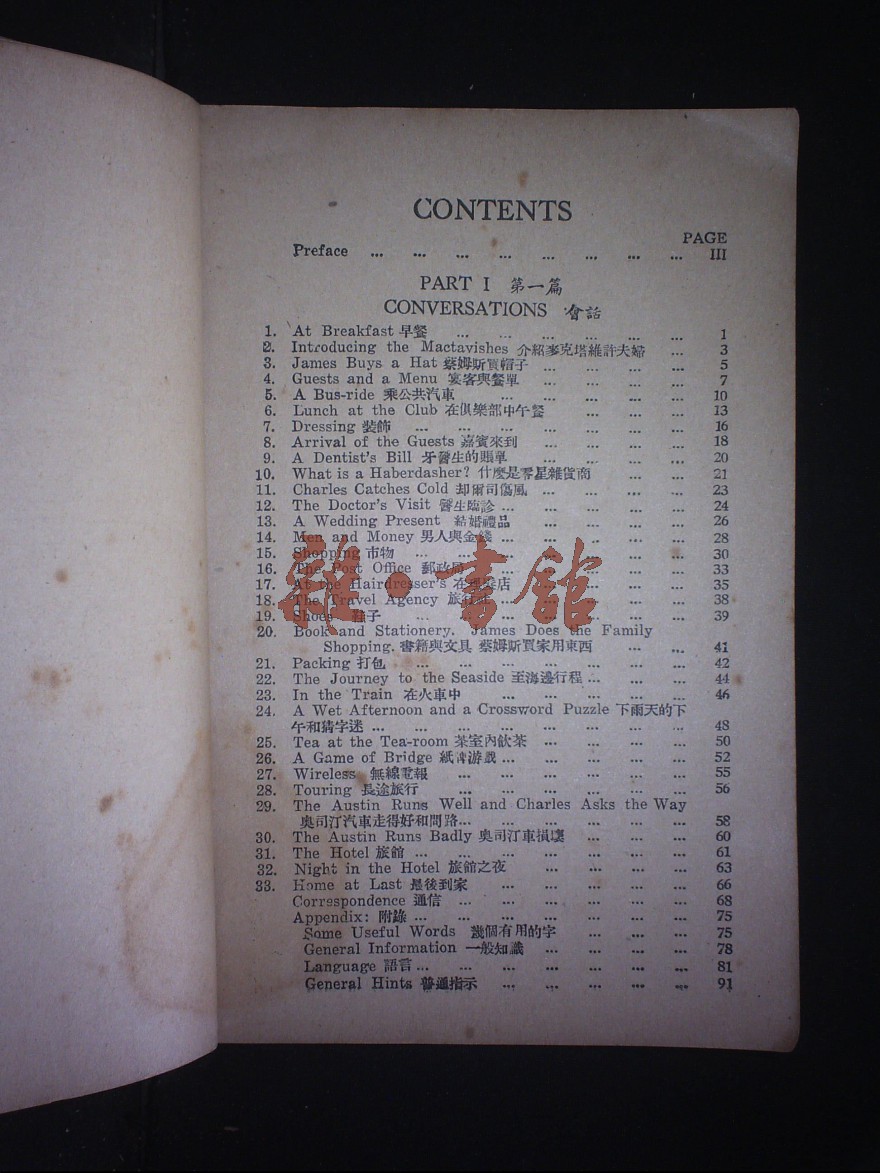 CONTENTS
PAGE
Preface ... ... ... ... ... ... ... ... III
PART I 第一篇
CONVERSATIONS 會話
1. At Breakfast 早餐 ... ... ... ... ... ... 1
2. Introducing the Mactavishes 介紹麥克塔維許夫婦 ... ... 3
3. James Buys a Hat 蔡姆斯買帽子 ... ... ... ... 5
4. Guests and a Menu 宴客與餐單 ... ... ... ... 7
5. A Bus-ride 乘公共汽車 ... ... ... ... ... 10
6. Lunch at the Club 在俱樂部中午餐 ... ... ... 13
7. Dressing 裝飾 ... ... ... ... ... ... ... 16
8. Arrival of the Guests 嘉賓來到 ... ... ... ... 18
9. A Dentist's Bill 牙醫生的賬單 ... ... ... ... 20
10. What is a Haberdasher? 什麼是零星雜貨商 ... ... 21
11. Charles Catches Cold 却爾司傷風 ... ... ... ... 23
12. The Doctor's Visit 醫生臨診 ... ... ... ... ... 24
13. A Wedding Present 結婚禮品 ... ... ... ... 26
14. Men and Money 男人與金錢 ... ... ... ... ... 28
15. Shopping 市物 ... ... ... ... ... ... ... 30
16. The Post Office 郵政局 ... ... ... ... ... 33
17. At the Hairdresser's 在理髮店 ... ... ... ... 35
18. The Travel Agency 旅行社 ... ... ... ... ... 38
19. Shoes 鞋子 ... ... ... ... ... ... ... 39
20. Book and Stationery. James Does the Family
Shopping. 書籍與文具 蔡姆斯買家用東西 ... ... 41
21. Packing 打包 ... ... ... ... ... ... ... 42
22. The Journey to the Seaside 至海邊行程 ... ... ... 44
23. In the Train 在火車中 ... ... ... ... ... 46
24. A Wet Afternoon and a Crossword Puzzle 下雨天的下
午和猜字迷 ... ... ... ... ... ... ... ... 48
25. Tea at the Tea-room 茶室內飲茶 ... ... ... ... 50
26. A Game of Bridge 紙牌游戲 ... ... ... ... ... 52
27. Wireless 無線電報 ... ... ... ... ... ... 55
28. Touring 長途旅行 ... ... ... ... ... ... 56
29. The Austin Runs Well and Charles Asks the Way
奧司汀汽車走得好和問路 ... ... ... ... ... ... 58
30. The Austin Runs Badly 奧司汀車損壞 ... ... ... 60
31. The Hotel 旅館 ... ... ... ... ... ... ... 61
32. Night in the Hotel 旅館之夜 ... ... ... ... 63
33. Home at Last 最後到家 ... ... ... ... ... 66
Correspondence 通信 ... ... ... ... ... ... 68
Appendix: 附錄 ... ... ... ... ... ... ... 75
Some Useful Words 幾個有用的字 ... ... ... 75
General Information 一般知識 ... ... ... ... 78
Language 語言 ... ... ... ... ... ... ... 81
General Hints 普通指示 ... ... ... ... ... 91
雜·書館